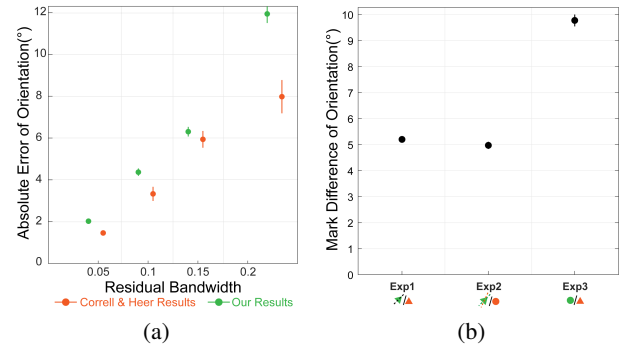 Absolute Error of Orientation(°)
12
10
8
6
4
2
0
0.05 0.1 0.15 0.2
Residual Bandwidth
Correll & Heer Results Our Results
(a)
Mark Difference of Orientation(°)
10
9
8
7
6
5
4
3
2
1
0
Exp1 Exp2 Exp3
/ / /
(b)